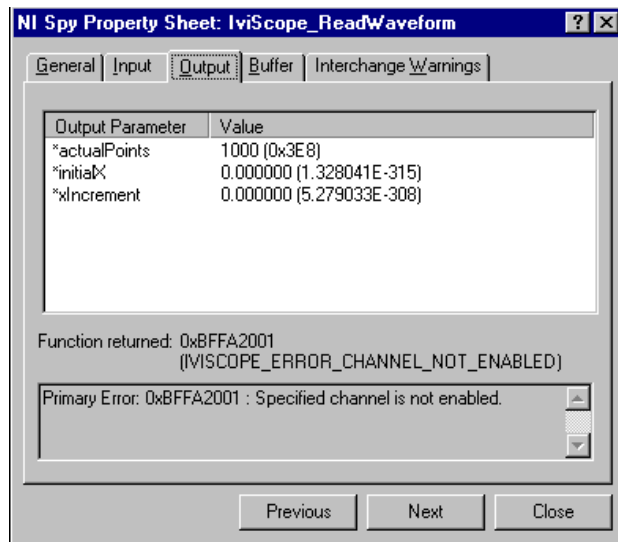 NI Spy Property Sheet: IviScope_ReadWaveform
General Input Output Buffer Interchange Warnings
Output Parameter Value
*actualPoints 1000 (0x3E8)
*initialX 0.000000 (1.328041E-315)
*xIncrement 0.000000 (5.279033E-308)
Function returned: 0xBFFA2001
(IVISCOPE_ERROR_CHANNEL_NOT_ENABLED)
Primary Error: 0xBFFA2001 : Specified channel is not enabled.
Previous Next Close